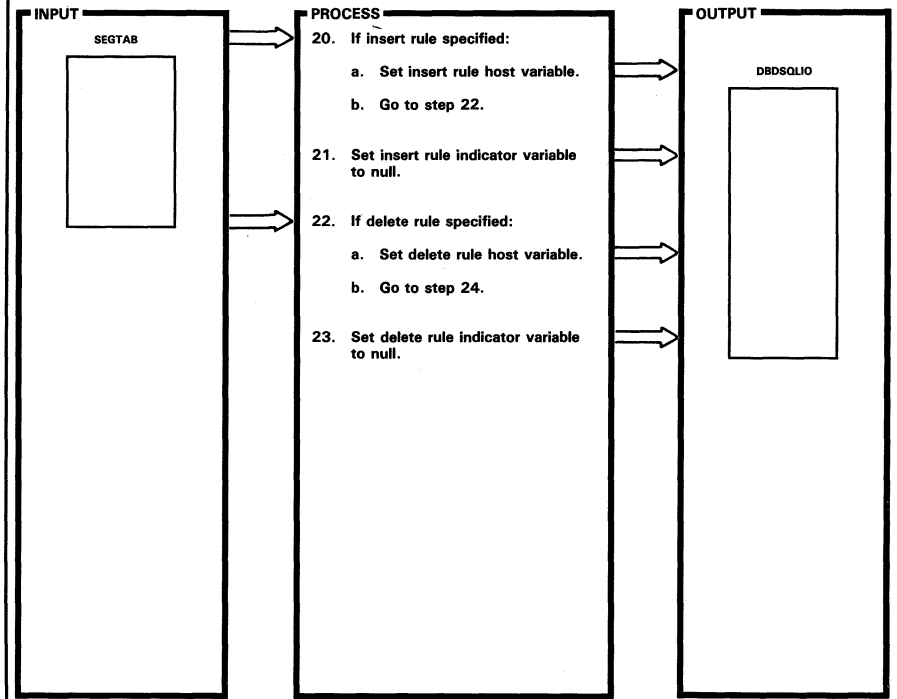 INPUT
SEGTAB
PROCESS
20. If insert rule specified:
a. Set insert rule host variable.
b. Go to step 22.
21. Set insert rule indicator variable
to null.
22. If delete rule specified:
a. Set delete rule host variable.
b. Go to step 24.
23. Set delete rule indicator variable
to null.
OUTPUT
DBDSQLIO